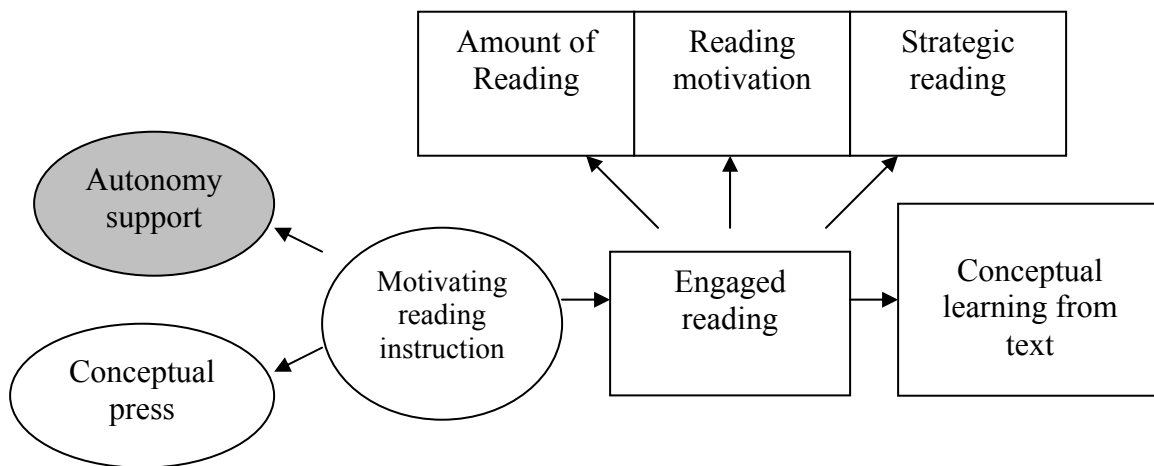 Amount of
Reading
Reading
motivation
Strategic
reading
Autonomy
support
Motivating
reading
instruction
Engaged
reading
Conceptual
learning from
text
Conceptual
press